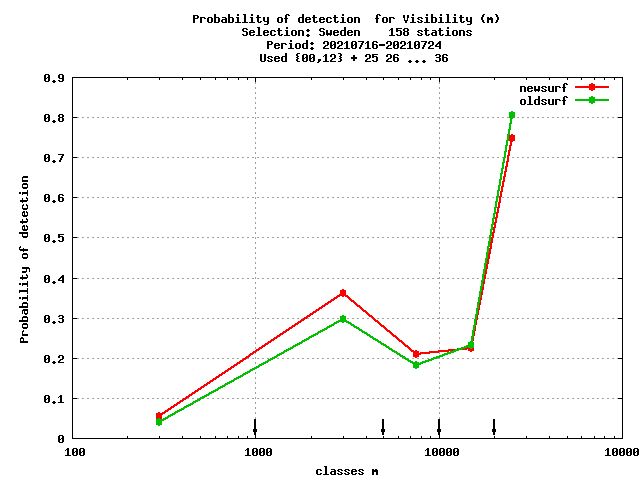 Probability of detection  for Visibility (m)
Selection: Sweden    158 stations
Period: 20210716-20210724
Used {00,12} + 25 26 ... 36
newsurf
oldsurf
0.9
0.8
0.7
0.6
0.5
0.4
0.3
0.2
0.1
0
Probability of detection
100 1000 10000 10000
classes m